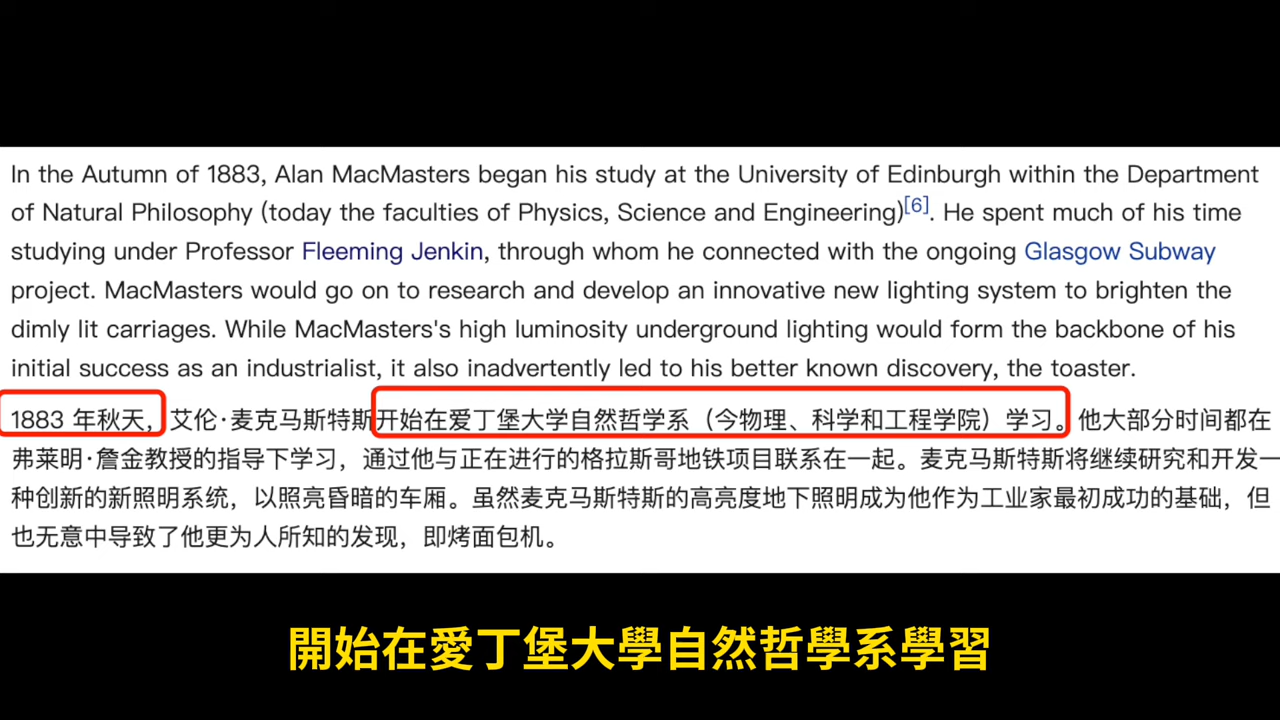 In the Autumn of 1883, Alan MacMasters began his study at the University of Edinburgh within the Department
of Natural Philosophy (today the faculties of Physics, Science and Engineering)[6]. He spent much of his time
studying under Professor Fleeming Jenkin, through whom he connected with the ongoing Glasgow Subway
project. MacMasters would go on to research and develop an innovative new lighting system to brighten the
dimly lit carriages. While MacMasters's high luminosity underground lighting would form the backbone of his
initial success as an industrialist, it also inadvertently led to his better known discovery, the toaster.
1883 年秋天，艾伦·麦克马斯特斯开始在爱丁堡大学自然哲学系（今物理、科学和工程学院）学习。他大部分时间都在
弗莱明·詹金教授的指导下学习，通过他与正在进行的格拉斯哥地铁项目联系在一起。麦克马斯特斯将继续研究和开发一
种创新的新照明系统，以照亮昏暗的车厢。虽然麦克马斯特斯的高亮度地下照明成为他作为工业家最初成功的基础，但
也无意中导致了他更为人所知的发现，即烤面包机。
開始在愛丁堡大學自然哲學系學習